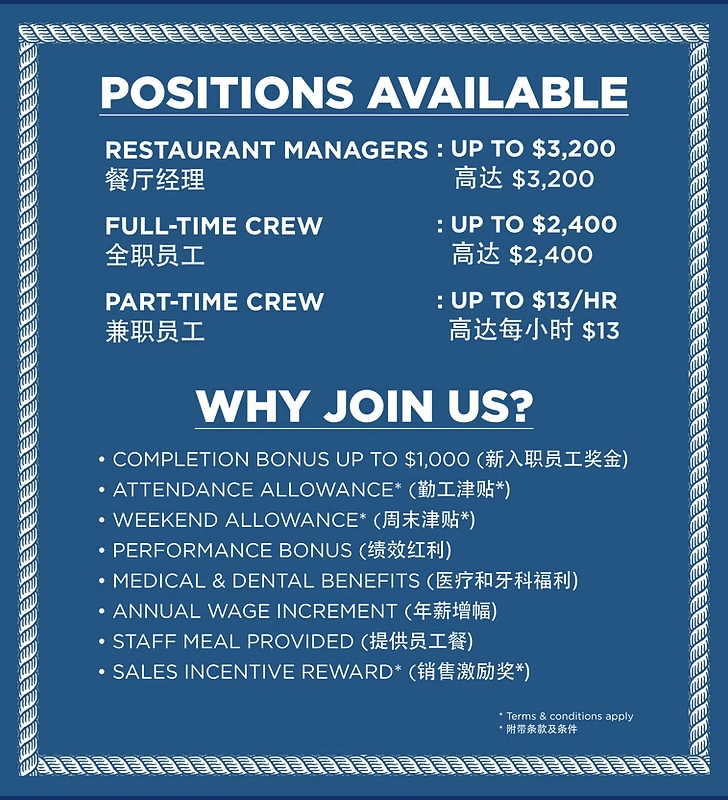 POSITIONS AVAILABLE
RESTAURANT MANAGERS : UP TO $3,200
餐厅经理 高达 $3,200
FULL-TIME CREW : UP TO $2,400
全职员工 高达 $2,400
PART-TIME CREW : UP TO $13/HR
兼职员工 高达每小时 $13
WHY JOIN US?
• COMPLETION BONUS UP TO $1,000 (新入职员工奖金)
• ATTENDANCE ALLOWANCE* (勤工津贴*)
• WEEKEND ALLOWANCE* (周末津贴*)
• PERFORMANCE BONUS (绩效红利)
• MEDICAL & DENTAL BENEFITS (医疗和牙科福利)
• ANNUAL WAGE INCREMENT (年薪增幅)
• STAFF MEAL PROVIDED (提供员工餐)
• SALES INCENTIVE REWARD* (销售激励奖*)
* Terms & conditions apply
* 附带条款及条件